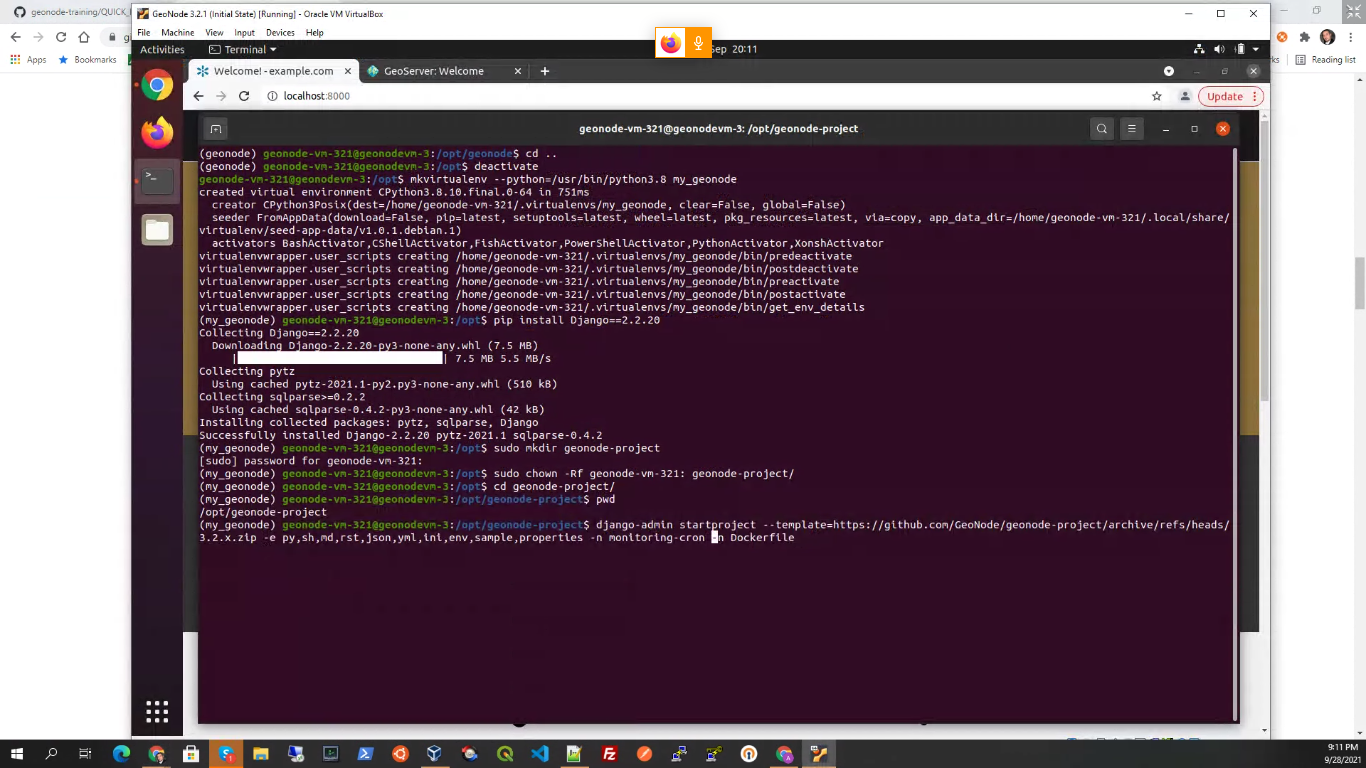 geonode-training/QUICK_
GeoNode 3.2.1 (Initial State) [Running] - Oracle VM VirtualBox
File Machine View Input Devices Help
Activities Terminal Sep 20:11
Apps Bookmarks Reading list
Welcome! - example.com GeoServer: Welcome
localhost:8000 Update
geonode-vm-321@geonodevm-3: /opt/geonode-project
(geonode) geonode-vm-321@geonodevm-3:/opt/geonode$ cd ..
(geonode) geonode-vm-321@geonodevm-3:/opt$ deactivate
geonode-vm-321@geonodevm-3:/opt$ mkvirtualenv --python=/usr/bin/python3.8 my_geonode
created virtual environment CPython3.8.10.final.0-64 in 751ms
creator CPython3Posix(dest=/home/geonode-vm-321/.virtualenvs/my_geonode, clear=False, global=False)
seeder FromAppData(download=False, pip=latest, setuptools=latest, wheel=latest, pkg_resources=latest, via=copy, app_data_dir=/home/geonode-vm-321/.local/share/
virtualenv/seed-app-data/v1.0.1.debian.1)
activators BashActivator,CShellActivator,FishActivator,PowerShellActivator,PythonActivator,XonshActivator
virtualenvwrapper.user_scripts creating /home/geonode-vm-321/.virtualenvs/my_geonode/bin/predeactivate
virtualenvwrapper.user_scripts creating /home/geonode-vm-321/.virtualenvs/my_geonode/bin/postdeactivate
virtualenvwrapper.user_scripts creating /home/geonode-vm-321/.virtualenvs/my_geonode/bin/preactivate
virtualenvwrapper.user_scripts creating /home/geonode-vm-321/.virtualenvs/my_geonode/bin/postactivate
virtualenvwrapper.user_scripts creating /home/geonode-vm-321/.virtualenvs/my_geonode/bin/get_env_details
(my_geonode) geonode-vm-321@geonodevm-3:/opt$ pip install Django==2.2.20
Collecting Django==2.2.20
Downloading Django-2.2.20-py3-none-any.whl (7.5 MB)
| | 7.5 MB 5.5 MB/s
Collecting pytz
Using cached pytz-2021.1-py2.py3-none-any.whl (510 kB)
Collecting sqlparse>=0.2.2
Using cached sqlparse-0.4.2-py3-none-any.whl (42 kB)
Installing collected packages: pytz, sqlparse, Django
Successfully installed Django-2.2.20 pytz-2021.1 sqlparse-0.4.2
(my_geonode) geonode-vm-321@geonodevm-3:/opt$ sudo mkdir geonode-project
[sudo] password for geonode-vm-321:
(my_geonode) geonode-vm-321@geonodevm-3:/opt$ sudo chown -Rf geonode-vm-321: geonode-project/
(my_geonode) geonode-vm-321@geonodevm-3:/opt$ cd geonode-project/
(my_geonode) geonode-vm-321@geonodevm-3:/opt/geonode-project$ pwd
/opt/geonode-project
(my_geonode) geonode-vm-321@geonodevm-3:/opt/geonode-project$ django-admin startproject --template=https://github.com/GeoNode/geonode-project/archive/refs/heads/
3.2.x.zip -e py,sh,md,rst,json,yml,ini,env,sample,properties -n monitoring-cron -n Dockerfile
9:11 PM
9/28/2021